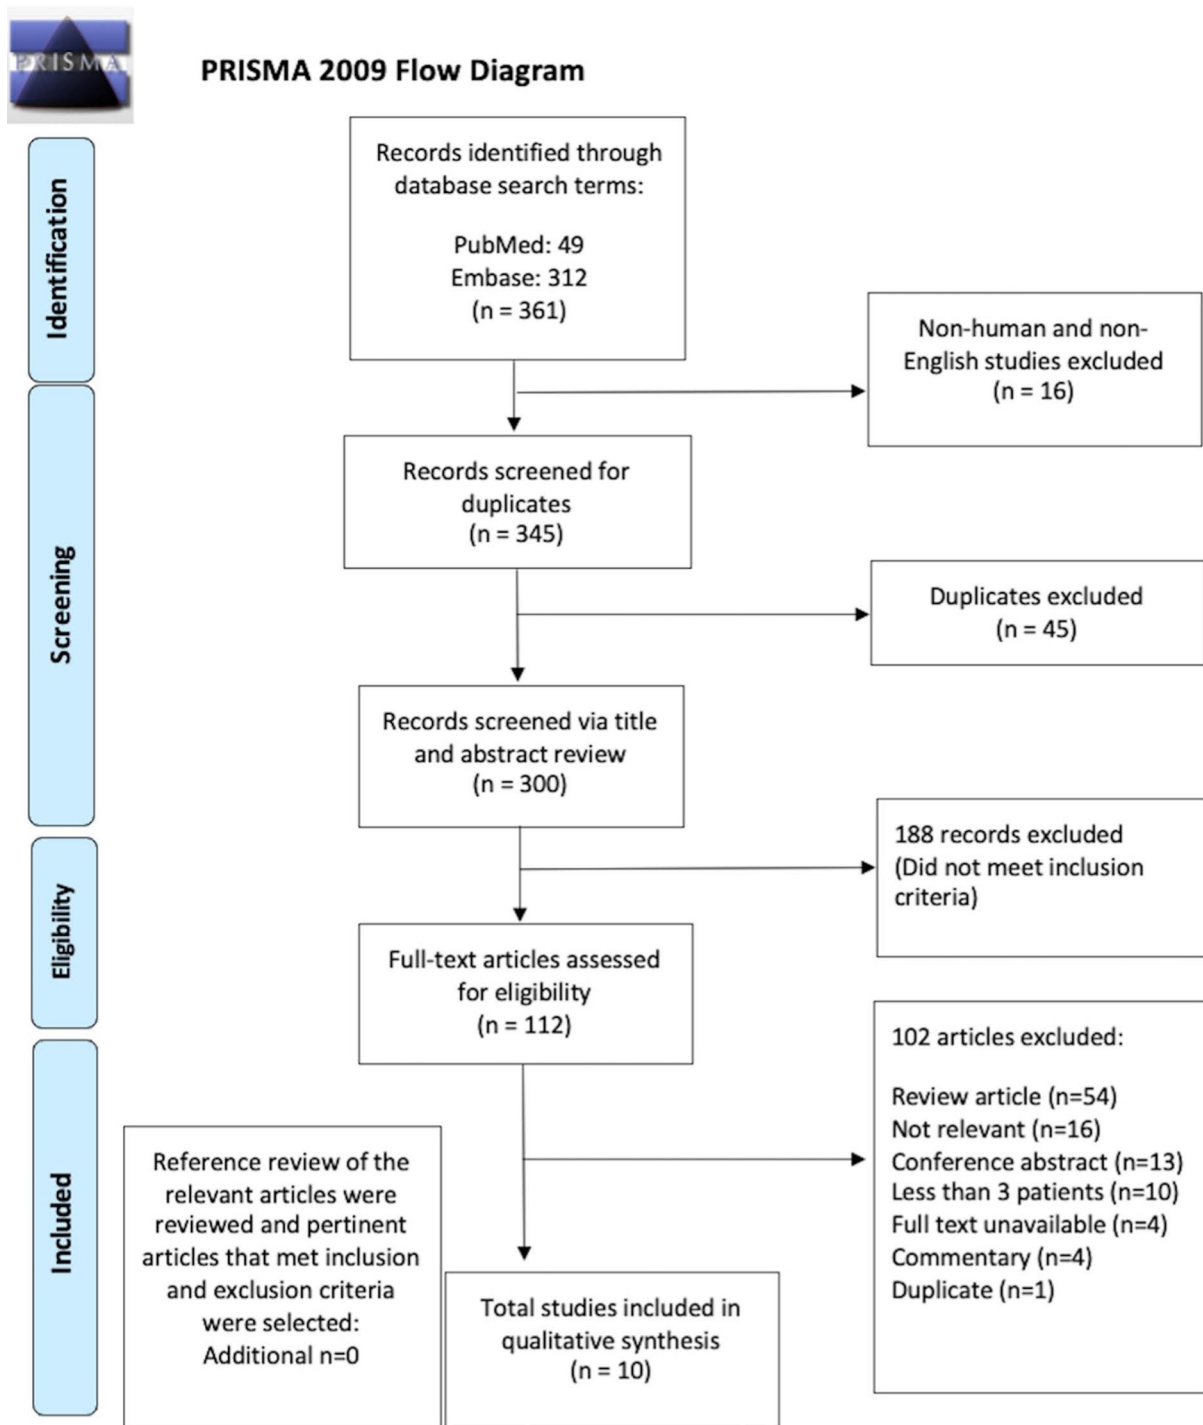 PRISMA
PRISMA 2009 Flow Diagram
Identification
Records identified through
database search terms:
PubMed: 49
Embase: 312
(n = 361)
Non-human and non-
English studies excluded
(n = 16)
Screening
Records screened for
duplicates
(n = 345)
Duplicates excluded
(n = 45)
Records screened via title
and abstract review
(n = 300)
188 records excluded
(Did not meet inclusion
criteria)
Eligibility
Full-text articles assessed
for eligibility
(n = 112)
102 articles excluded:
Review article (n=54)
Not relevant (n=16)
Conference abstract (n=13)
Less than 3 patients (n=10)
Full text unavailable (n=4)
Commentary (n=4)
Duplicate (n=1)
Included
Reference review of the
relevant articles were
reviewed and pertinent
articles that met inclusion
and exclusion criteria
were selected:
Additional n=0
Total studies included in
qualitative synthesis
(n = 10)